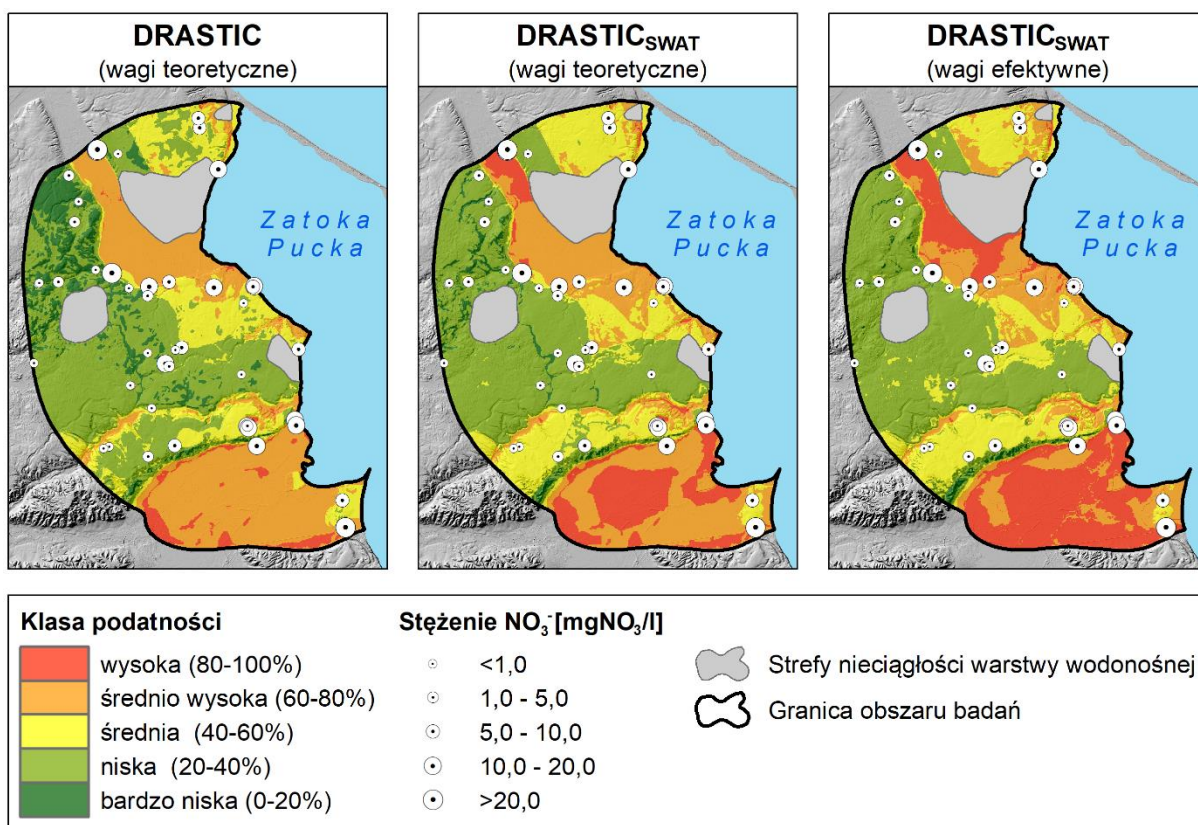 DRASTIC
(wagi teoretyczne)
DRASTICSWAT
(wagi teoretyczne)
DRASTICSWAT
(wagi efektywne)
Zatoka
Pucka
Zatoka
Pucka
Zatoka
Pucka
Klasa podatności
wysoka (80-100%)
średnio wysoka (60-80%)
średnia (40-60%)
niska (20-40%)
bardzo niska (0-20%)
Stężenie NO₃⁻ [mgNO₃/l]
<1,0
1,0 - 5,0
5,0 - 10,0
10,0 - 20,0
>20,0
Strefy nieciągłości warstwy wodonośnej
Granica obszaru badań